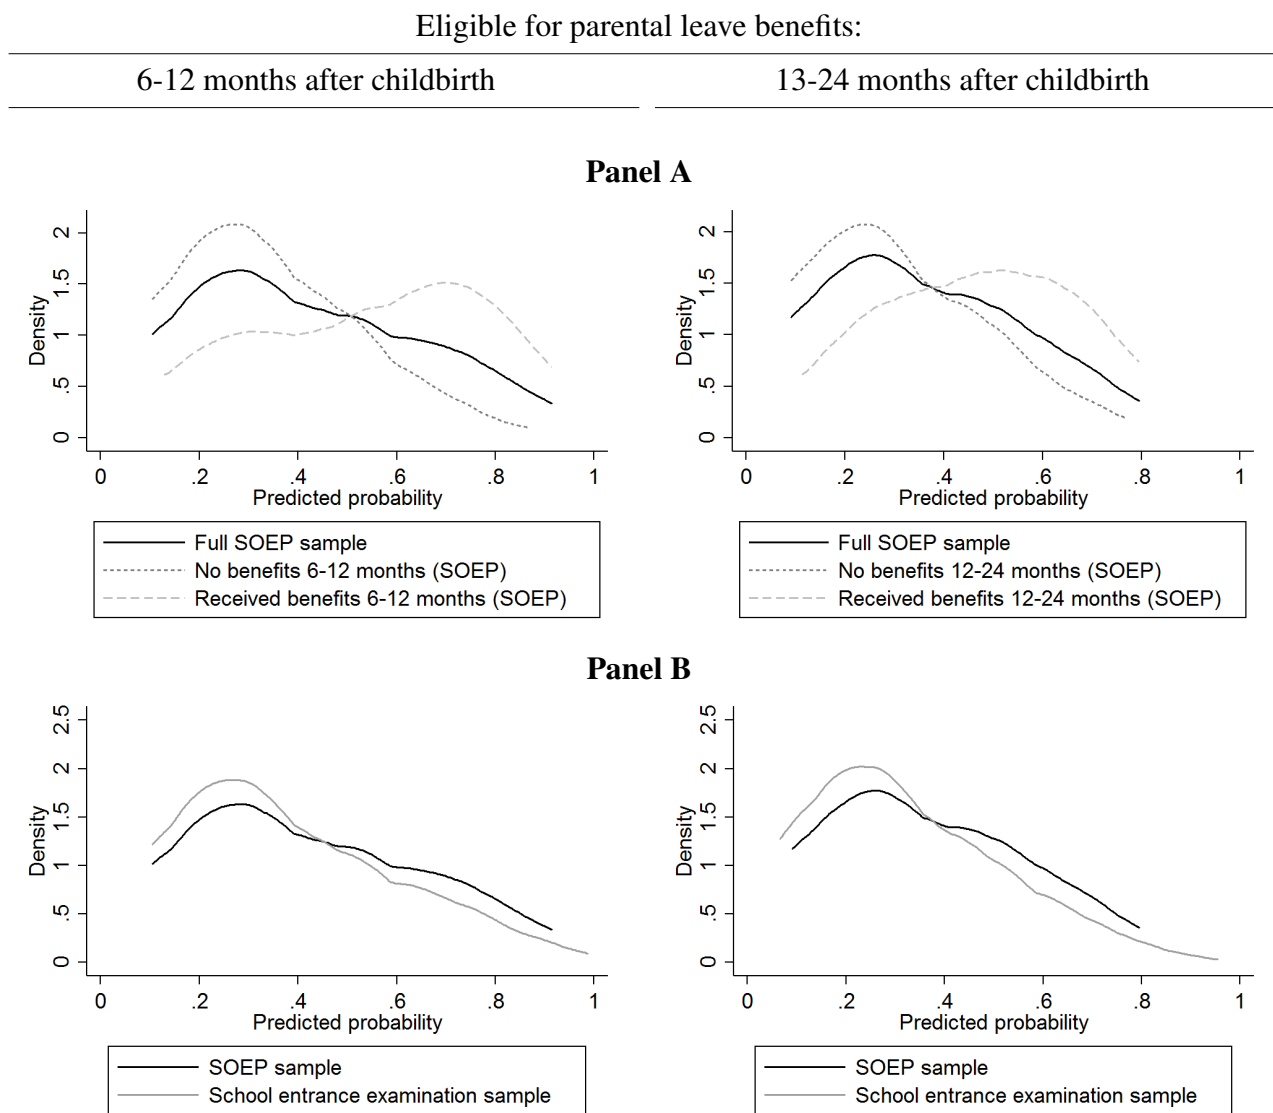 Eligible for parental leave benefits:
6-12 months after childbirth 13-24 months after childbirth
Panel A
Density
2
1.5
1
.5
0
0 .2 .4 .6 .8 1
Predicted probability
Full SOEP sample
No benefits 6-12 months (SOEP)
Received benefits 6-12 months (SOEP)
Density
2
1.5
1
.5
0
0 .2 .4 .6 .8 1
Predicted probability
Full SOEP sample
No benefits 12-24 months (SOEP)
Received benefits 12-24 months (SOEP)
Panel B
Density
2.5
2
1.5
1
.5
0
0 .2 .4 .6 .8 1
Predicted probability
SOEP sample
School entrance examination sample
Density
2.5
2
1.5
1
.5
0
0 .2 .4 .6 .8 1
Predicted probability
SOEP sample
School entrance examination sample